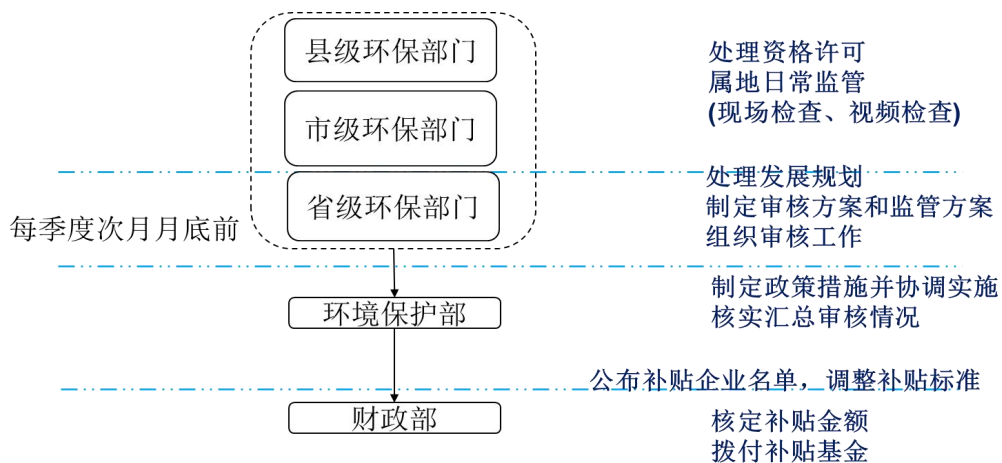 县级环保部门
市级环保部门
处理资格许可
属地日常监管
(现场检查、视频检查)
每季度次月月底前
省级环保部门
处理发展规划
制定审核方案和监管方案
组织审核工作
环境保护部
制定政策措施并协调实施
核实汇总审核情况
公布补贴企业名单，调整补贴标准
财政部
核定补贴金额
拨付补贴基金